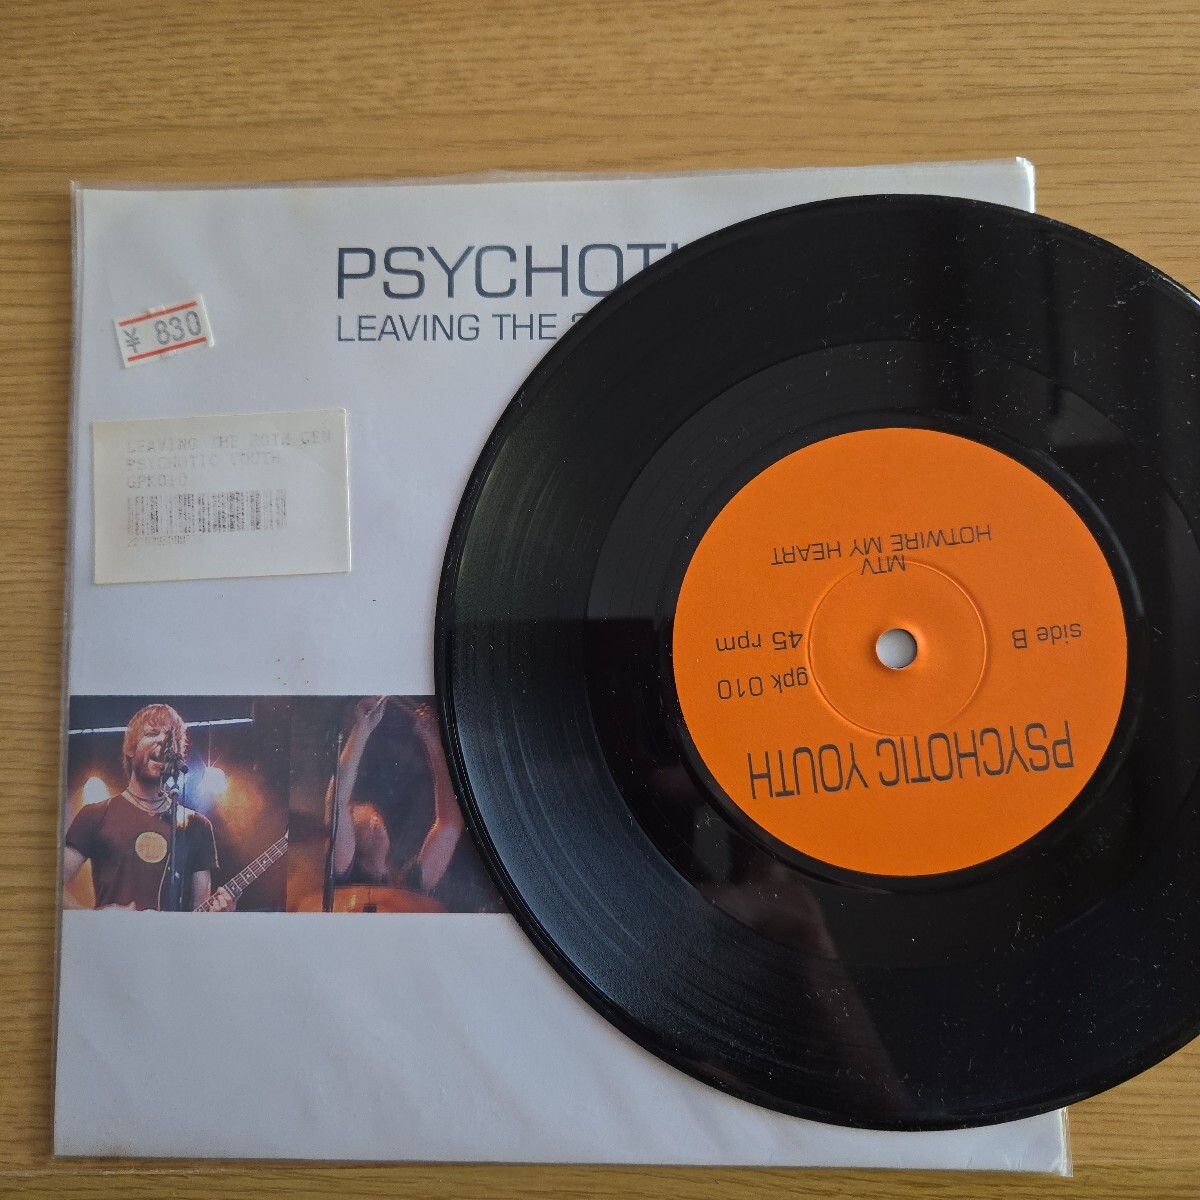 PSYCHOTI
LEAVING THE 2
¥ 830
LEAVING THE 20TH CEN
PSYCHOTIC YOUTH
GPK010
PSYCHOTIC YOUTH
gpk 010
45 rpm
side B
MTV
HOTWIRE MY HEART